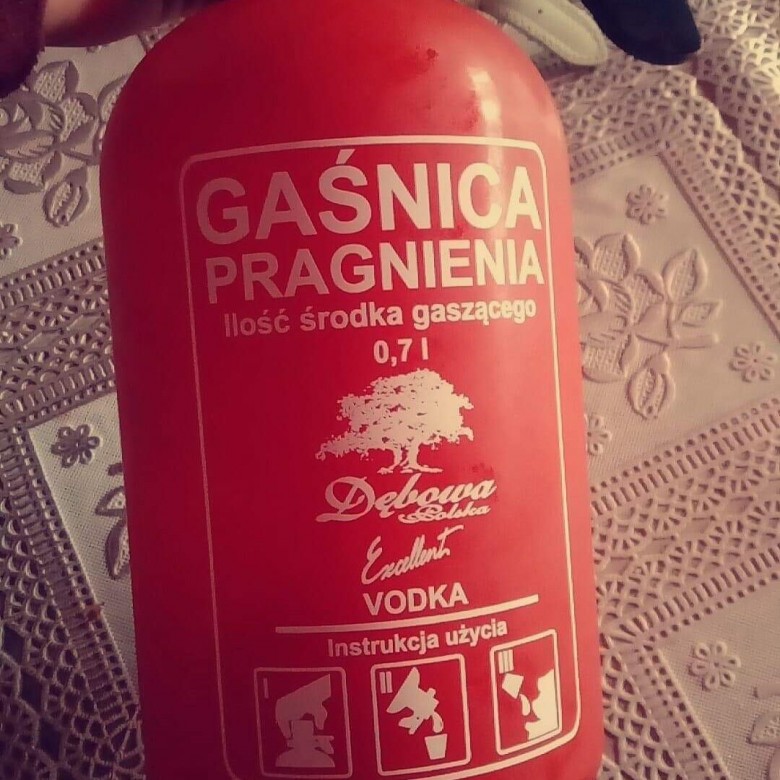 GAŚNICA
PRAGNIENIA
Ilość środka gaszącego
0,7 l
Dębowa
Polska
Excellent
VODKA
Instrukcja użycia
I II III